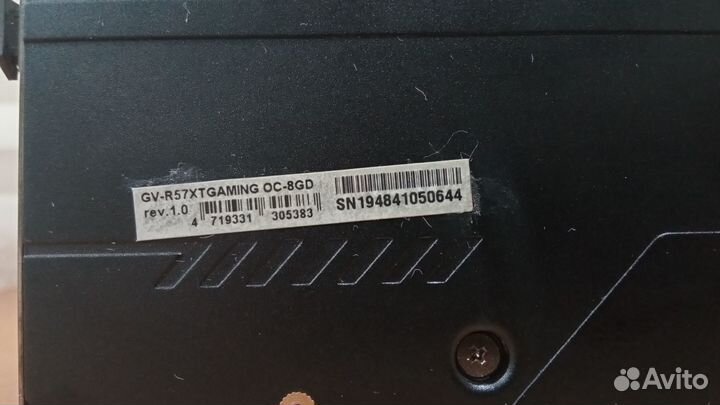 GV-R57XTGAMING OC-8GD
rev.1.0
4 719331 305383
SN194841050644
Avito